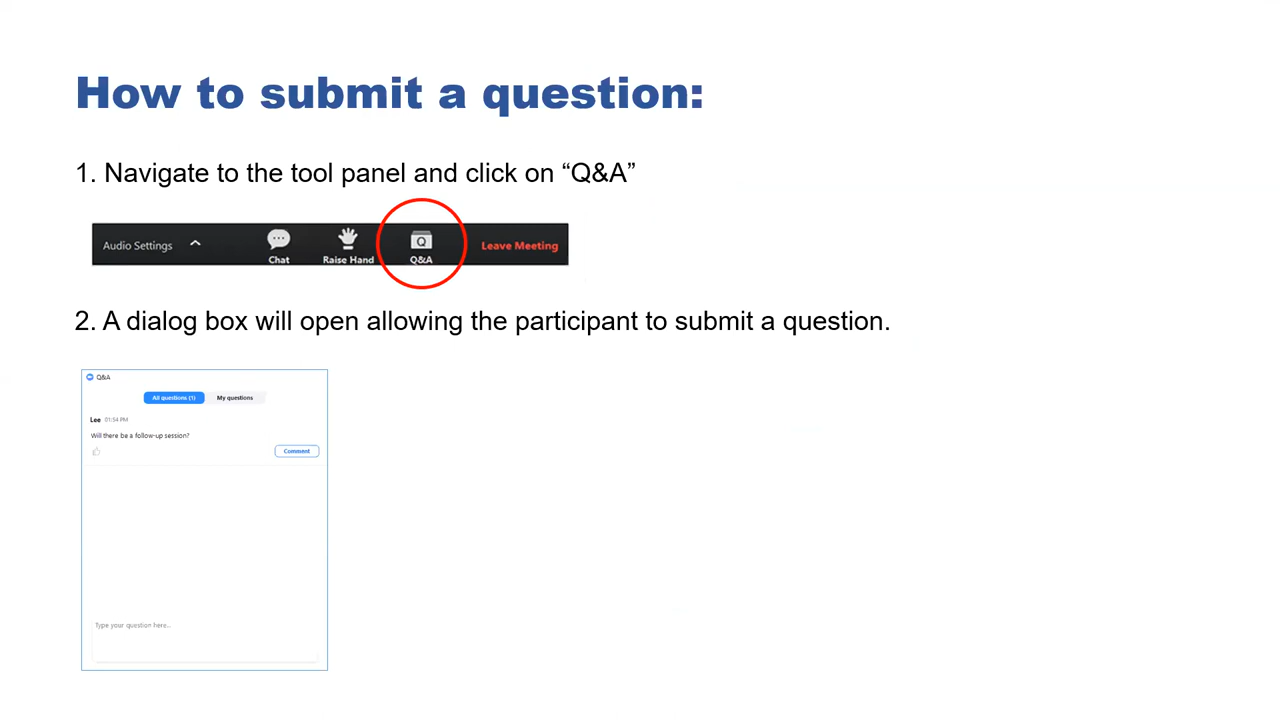 How to submit a question:
1. Navigate to the tool panel and click on “Q&A”
Audio Settings
Chat
Raise Hand
Q
Q&A
Leave Meeting
2. A dialog box will open allowing the participant to submit a question.
Q&A
All questions (1) My questions
Lee 01:54 PM
Will there be a follow-up session?
Comment
Type your question here...